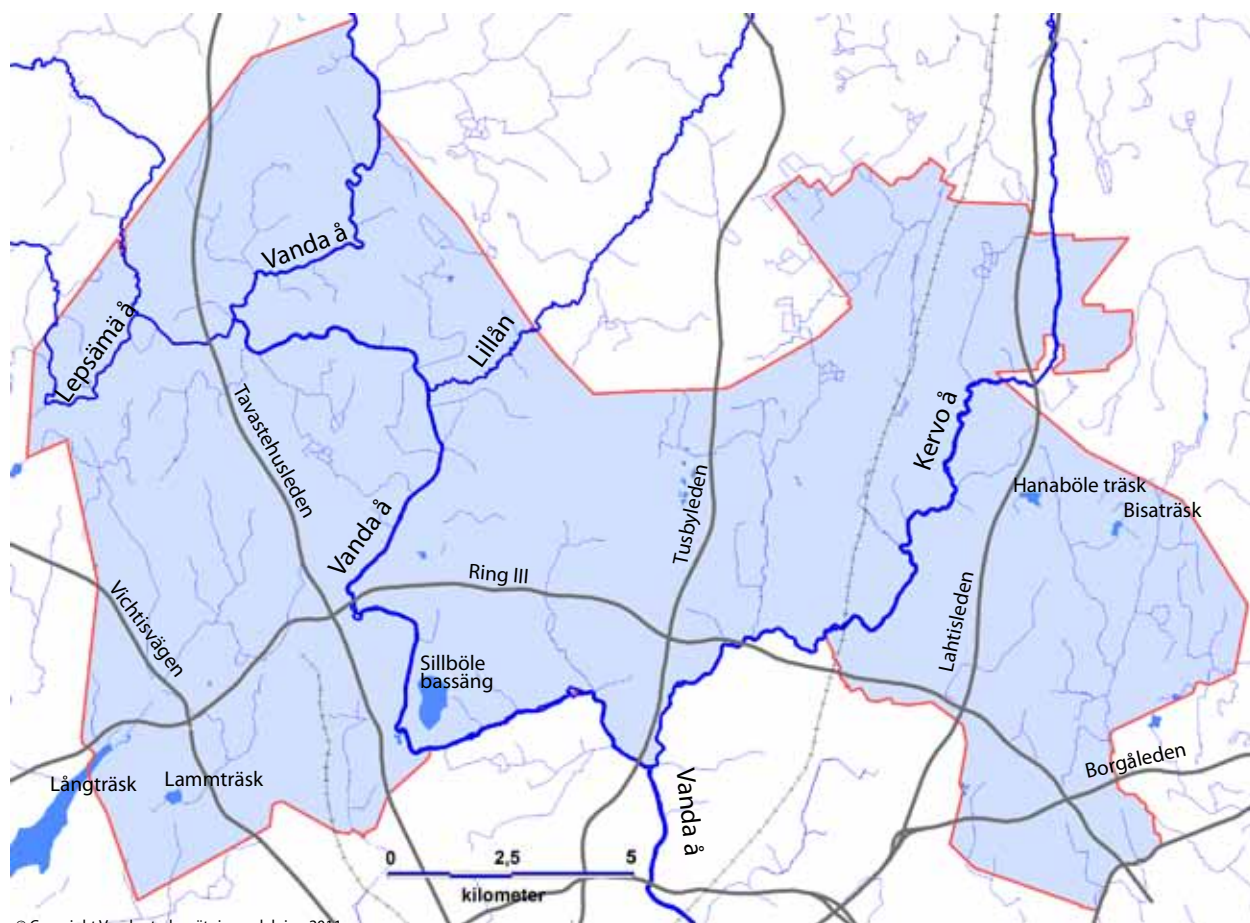 Vanda å
Lepsämä å
Lillån
Tavastehusleden
Kervo å
Tusbyleden
Hanaböle träsk
Bisaträsk
Vanda å
Ring III
Vichtisvägen
Lahtisleden
Sillböle
bassäng
Långträsk
Lammträsk
Borgåleden
Vanda å
0 2,5 5
kilometer